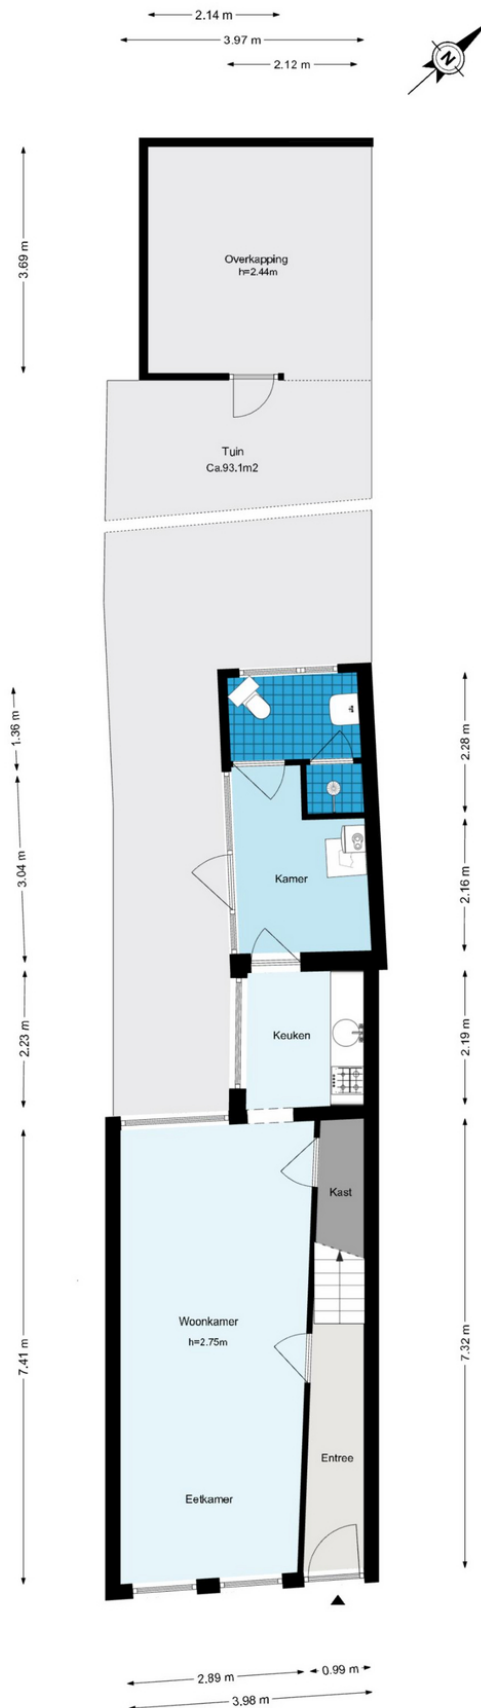 2.14 m
3.97 m
2.12 m
N
3.69 m
Overkapping
h=2.44m
Tuin
Ca.93.1m2
1.36 m
2.28 m
3.04 m
Kamer
2.16 m
2.23 m
Keuken
2.19 m
Kast
Woonkamer
h=2.75m
7.41 m
7.32 m
Entree
Eetkamer
2.89 m
0.99 m
3.98 m